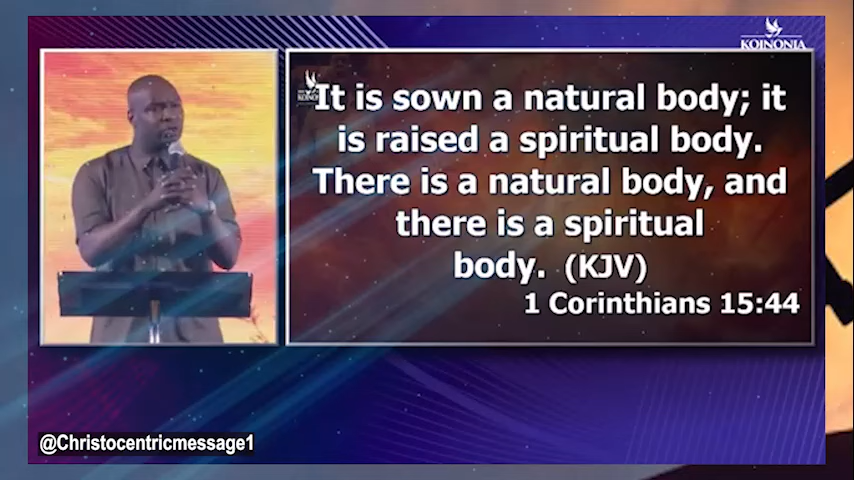 KOINONIA
It is sown a natural body; it
is raised a spiritual body.
There is a natural body, and
there is a spiritual
body. (KJV)
1 Corinthians 15:44
@Christocentricmessage1